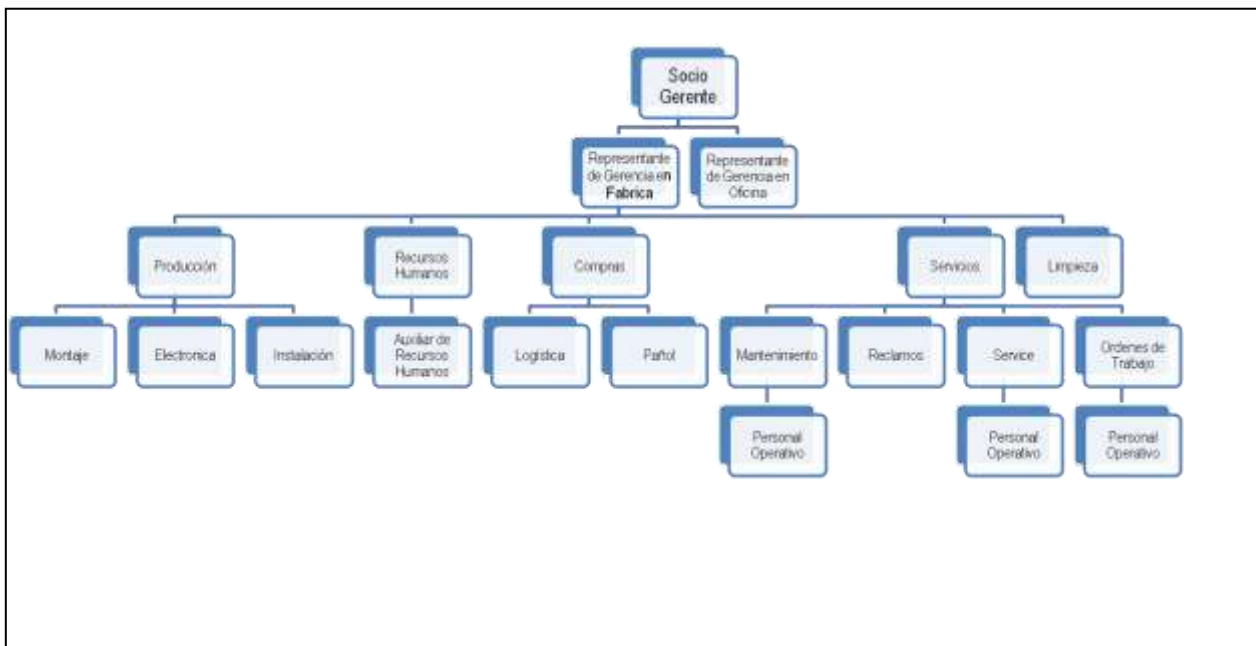 Socio
Gerente
Representante
de Gerencia en
Fabrica
Representante
de Gerencia en
Oficina
Producción
Recursos
Humanos
Compras
Servicios
Limpieza
Montaje
Electronica
Instalación
Auxiliar de
Recursos
Humanos
Logística
Pañol
Mantenimiento
Reclamos
Service
Ordenes de
Trabajo
Personal
Operativo
Personal
Operativo
Personal
Operativo